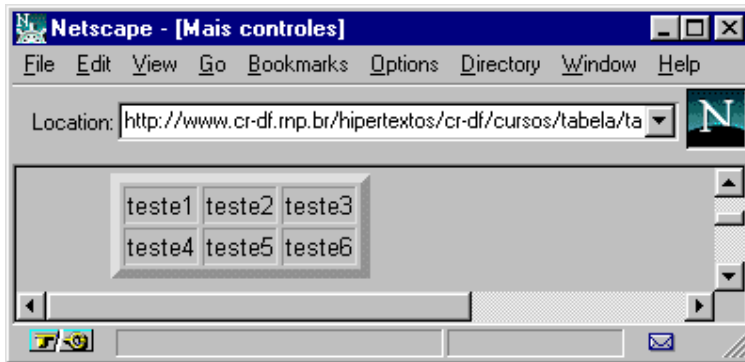 Netscape - [Mais controles]
File Edit View Go Bookmarks Options Directory Window Help
Location: http://www.cr-df.rnp.br/hipertextos/cr-df/cursos/tabela/ta
N
teste1 teste2 teste3
teste4 teste5 teste6